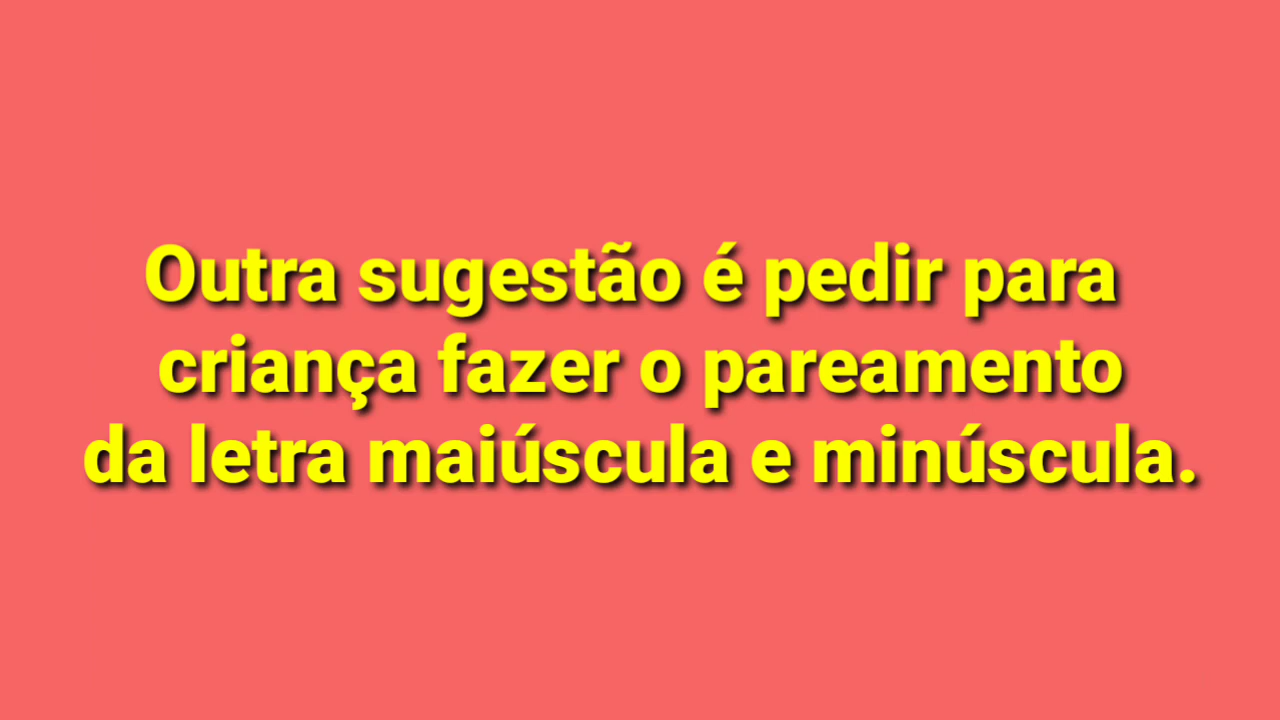 Outra sugestão é pedir para
criança fazer o pareamento
da letra maiúscula e minúscula.